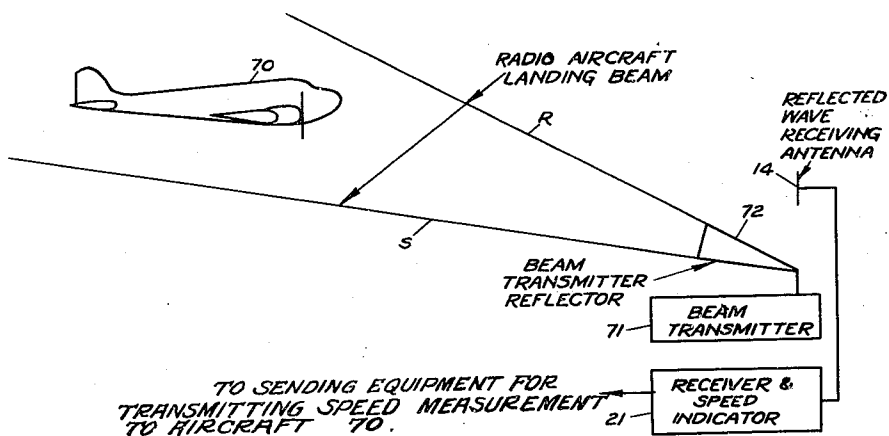 70
RADIO AIRCRAFT
LANDING BEAM
R
REFLECTED
WAVE
RECEIVING
ANTENNA
14
72
S
BEAM
TRANSMITTER
REFLECTOR
71
BEAM
TRANSMITTER
TO SENDING EQUIPMENT FOR
TRANSMITTING SPEED MEASUREMENT
TO AIRCRAFT 70.
21
RECEIVER &
SPEED
INDICATOR